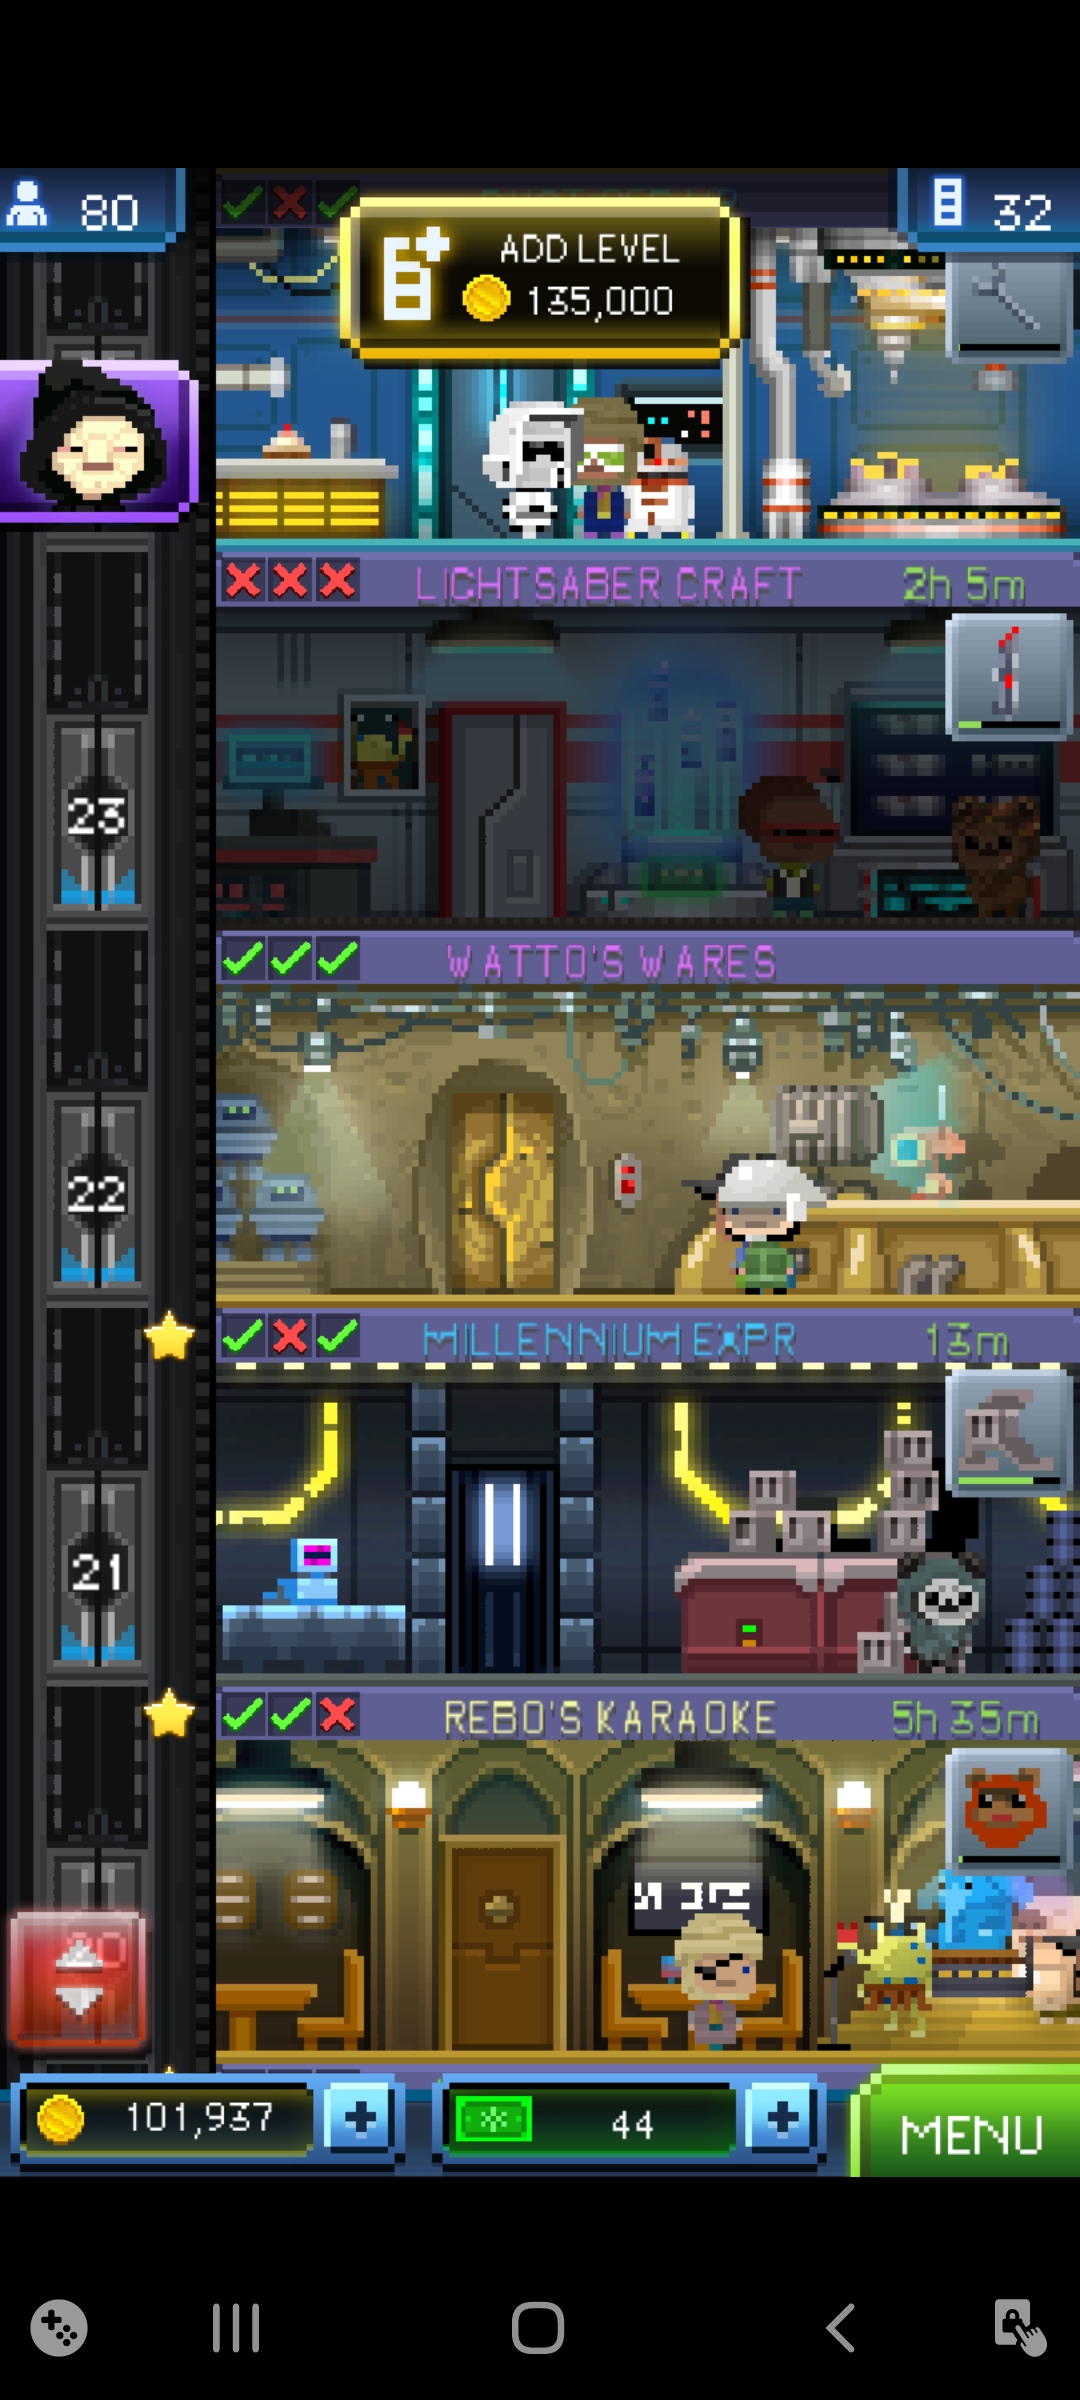 80
32
ADD LEVEL
135,000
LIGHTSABER CRAFT 2h 5m
23
WATTO'S WARES
22
MILLENNIUM EXPR 13m
21
REBO'S KARAOKE 5h 35m
101,937
44
MENU